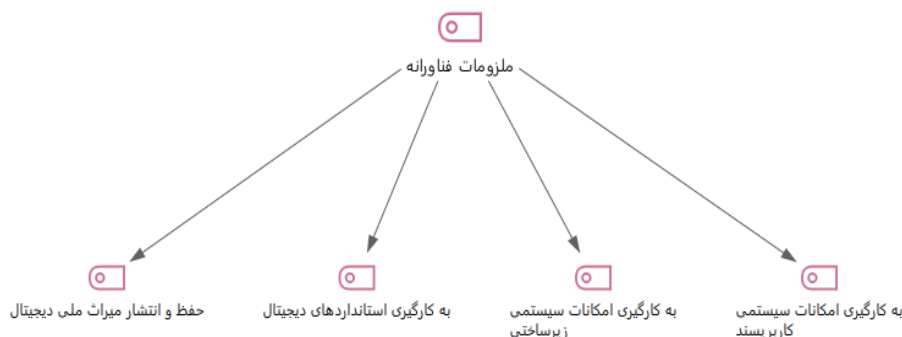 ملزومات فناورانه
به کارگیری امکانات سیستمی
کاربرپسند
به کارگیری امکانات سیستمی
زیرساختی
به کارگیری استانداردهای دیجیتال
حفظ و انتشار میراث ملی دیجیتال